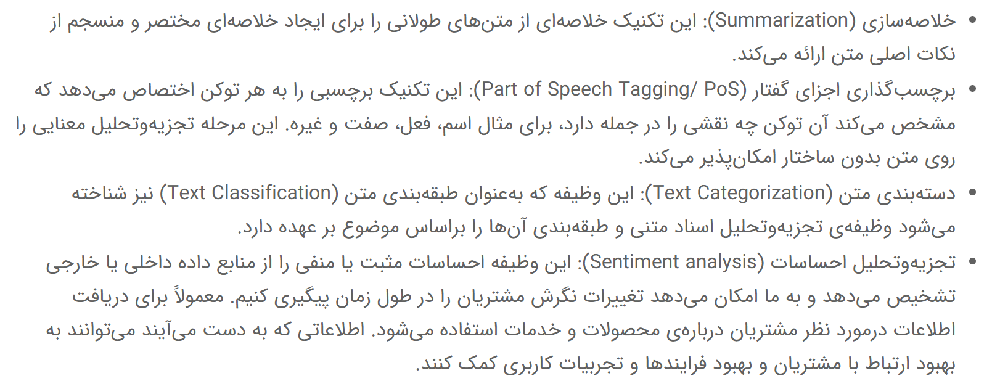 • خلاصه‌سازی (Summarization): این تکنیک خلاصه‌ای از متن‌های طولانی را برای ایجاد خلاصه‌ای مختصر و منسجم از
نکات اصلی متن ارائه می‌کند.
• برچسب‌گذاری اجزای گفتار (Part of Speech Tagging/ PoS): این تکنیک برچسبی را به هر توکن اختصاص می‌دهد که
مشخص می‌کند آن توکن چه نقشی را در جمله دارد، برای مثال اسم، فعل، صفت و غیره. این مرحله تجزیه‌وتحلیل معنایی را
روی متن بدون ساختار امکان‌پذیر می‌کند.
• دسته‌بندی متن (Text Categorization): این وظیفه که به‌عنوان طبقه‌بندی متن (Text Classification) نیز شناخته
می‌شود وظیفه‌ی تجزیه‌وتحلیل اسناد متنی و طبقه‌بندی آن‌ها را براساس موضوع بر عهده دارد.
• تجزیه‌وتحلیل احساسات (Sentiment analysis): این وظیفه احساسات مثبت یا منفی را از منابع داده داخلی یا خارجی
تشخیص می‌دهد و به ما امکان می‌دهد تغییرات نگرش مشتریان را در طول زمان پیگیری کنیم. معمولاً برای دریافت
اطلاعات درمورد نظر مشتریان درباره‌ی محصولات و خدمات استفاده می‌شود. اطلاعاتی که به دست می‌آیند می‌توانند به
بهبود ارتباط با مشتریان و بهبود فرایندها و تجربیات کاربری کمک کنند.